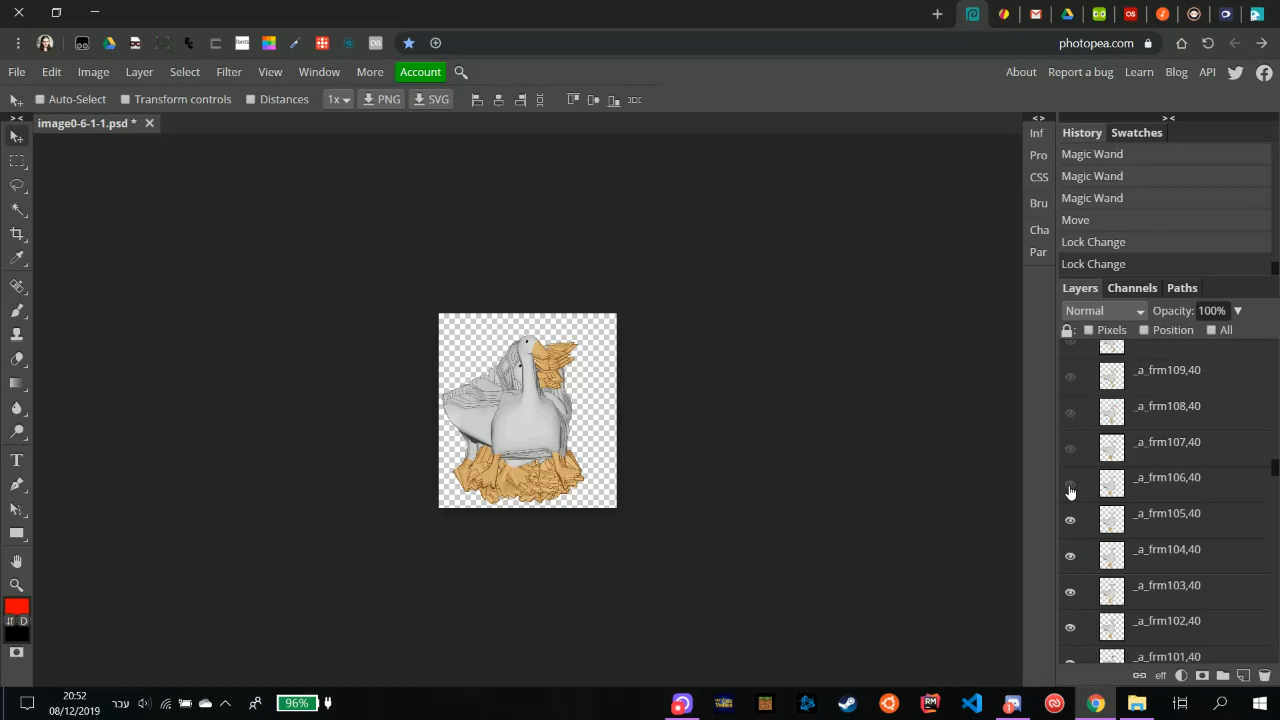 photopea.com
File Edit Image Layer Select Filter View Window More Account
About Report a bug Learn Blog API
Auto-Select Transform controls Distances 1x PNG SVG
image0-6-1-1.psd *
Inf
Pro
CSS
Bru
Cha
Par
History Swatches
Magic Wand
Magic Wand
Magic Wand
Move
Lock Change
Lock Change
Layers Channels Paths
Normal Opacity: 100%
Pixels Position All
_a_frm109,40
_a_frm108,40
_a_frm107,40
_a_frm106,40
_a_frm105,40
_a_frm104,40
_a_frm103,40
_a_frm102,40
_a_frm101,40
eff
D
20:52
08/12/2019
עבר
96%